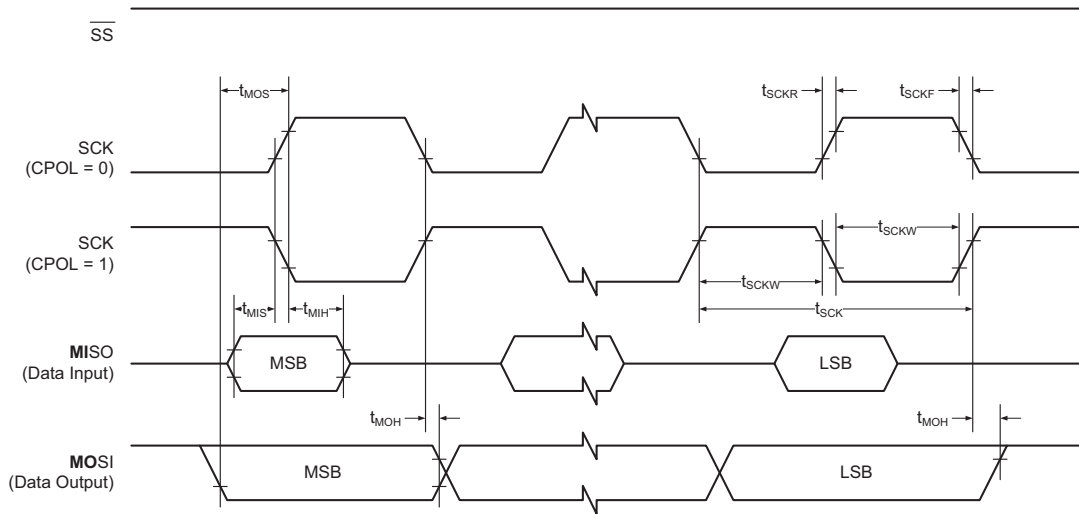 SS
tMOS
tSCKR
tSCKF
SCK
(CPOL = 0)
SCK
(CPOL = 1)
tSCKW
tSCKW
tMIS
tMIH
tSCK
MISO
(Data Input)
MSB
LSB
tMOH
tMOH
MOSI
(Data Output)
MSB
LSB